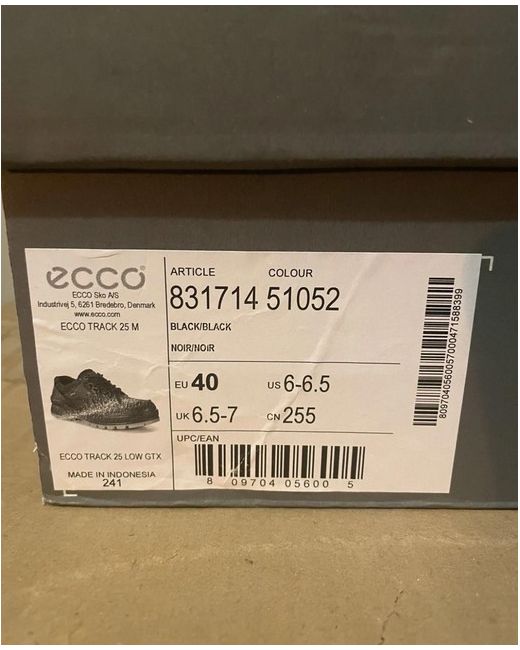 ecco
ECCO Sko A/S
Industrivej 5, 6261 Bredebro, Denmark
www.ecco.com
ECCO TRACK 25 M
ECCO TRACK 25 LOW GTX
MADE IN INDONESIA
241
ARTICLE COLOUR
831714 51052
BLACK/BLACK
NOIR/NOIR
EU 40 US 6-6.5
UK 6.5-7 CN 255
UPC/EAN
8 09704 05600 5
809704056005700047158 8399